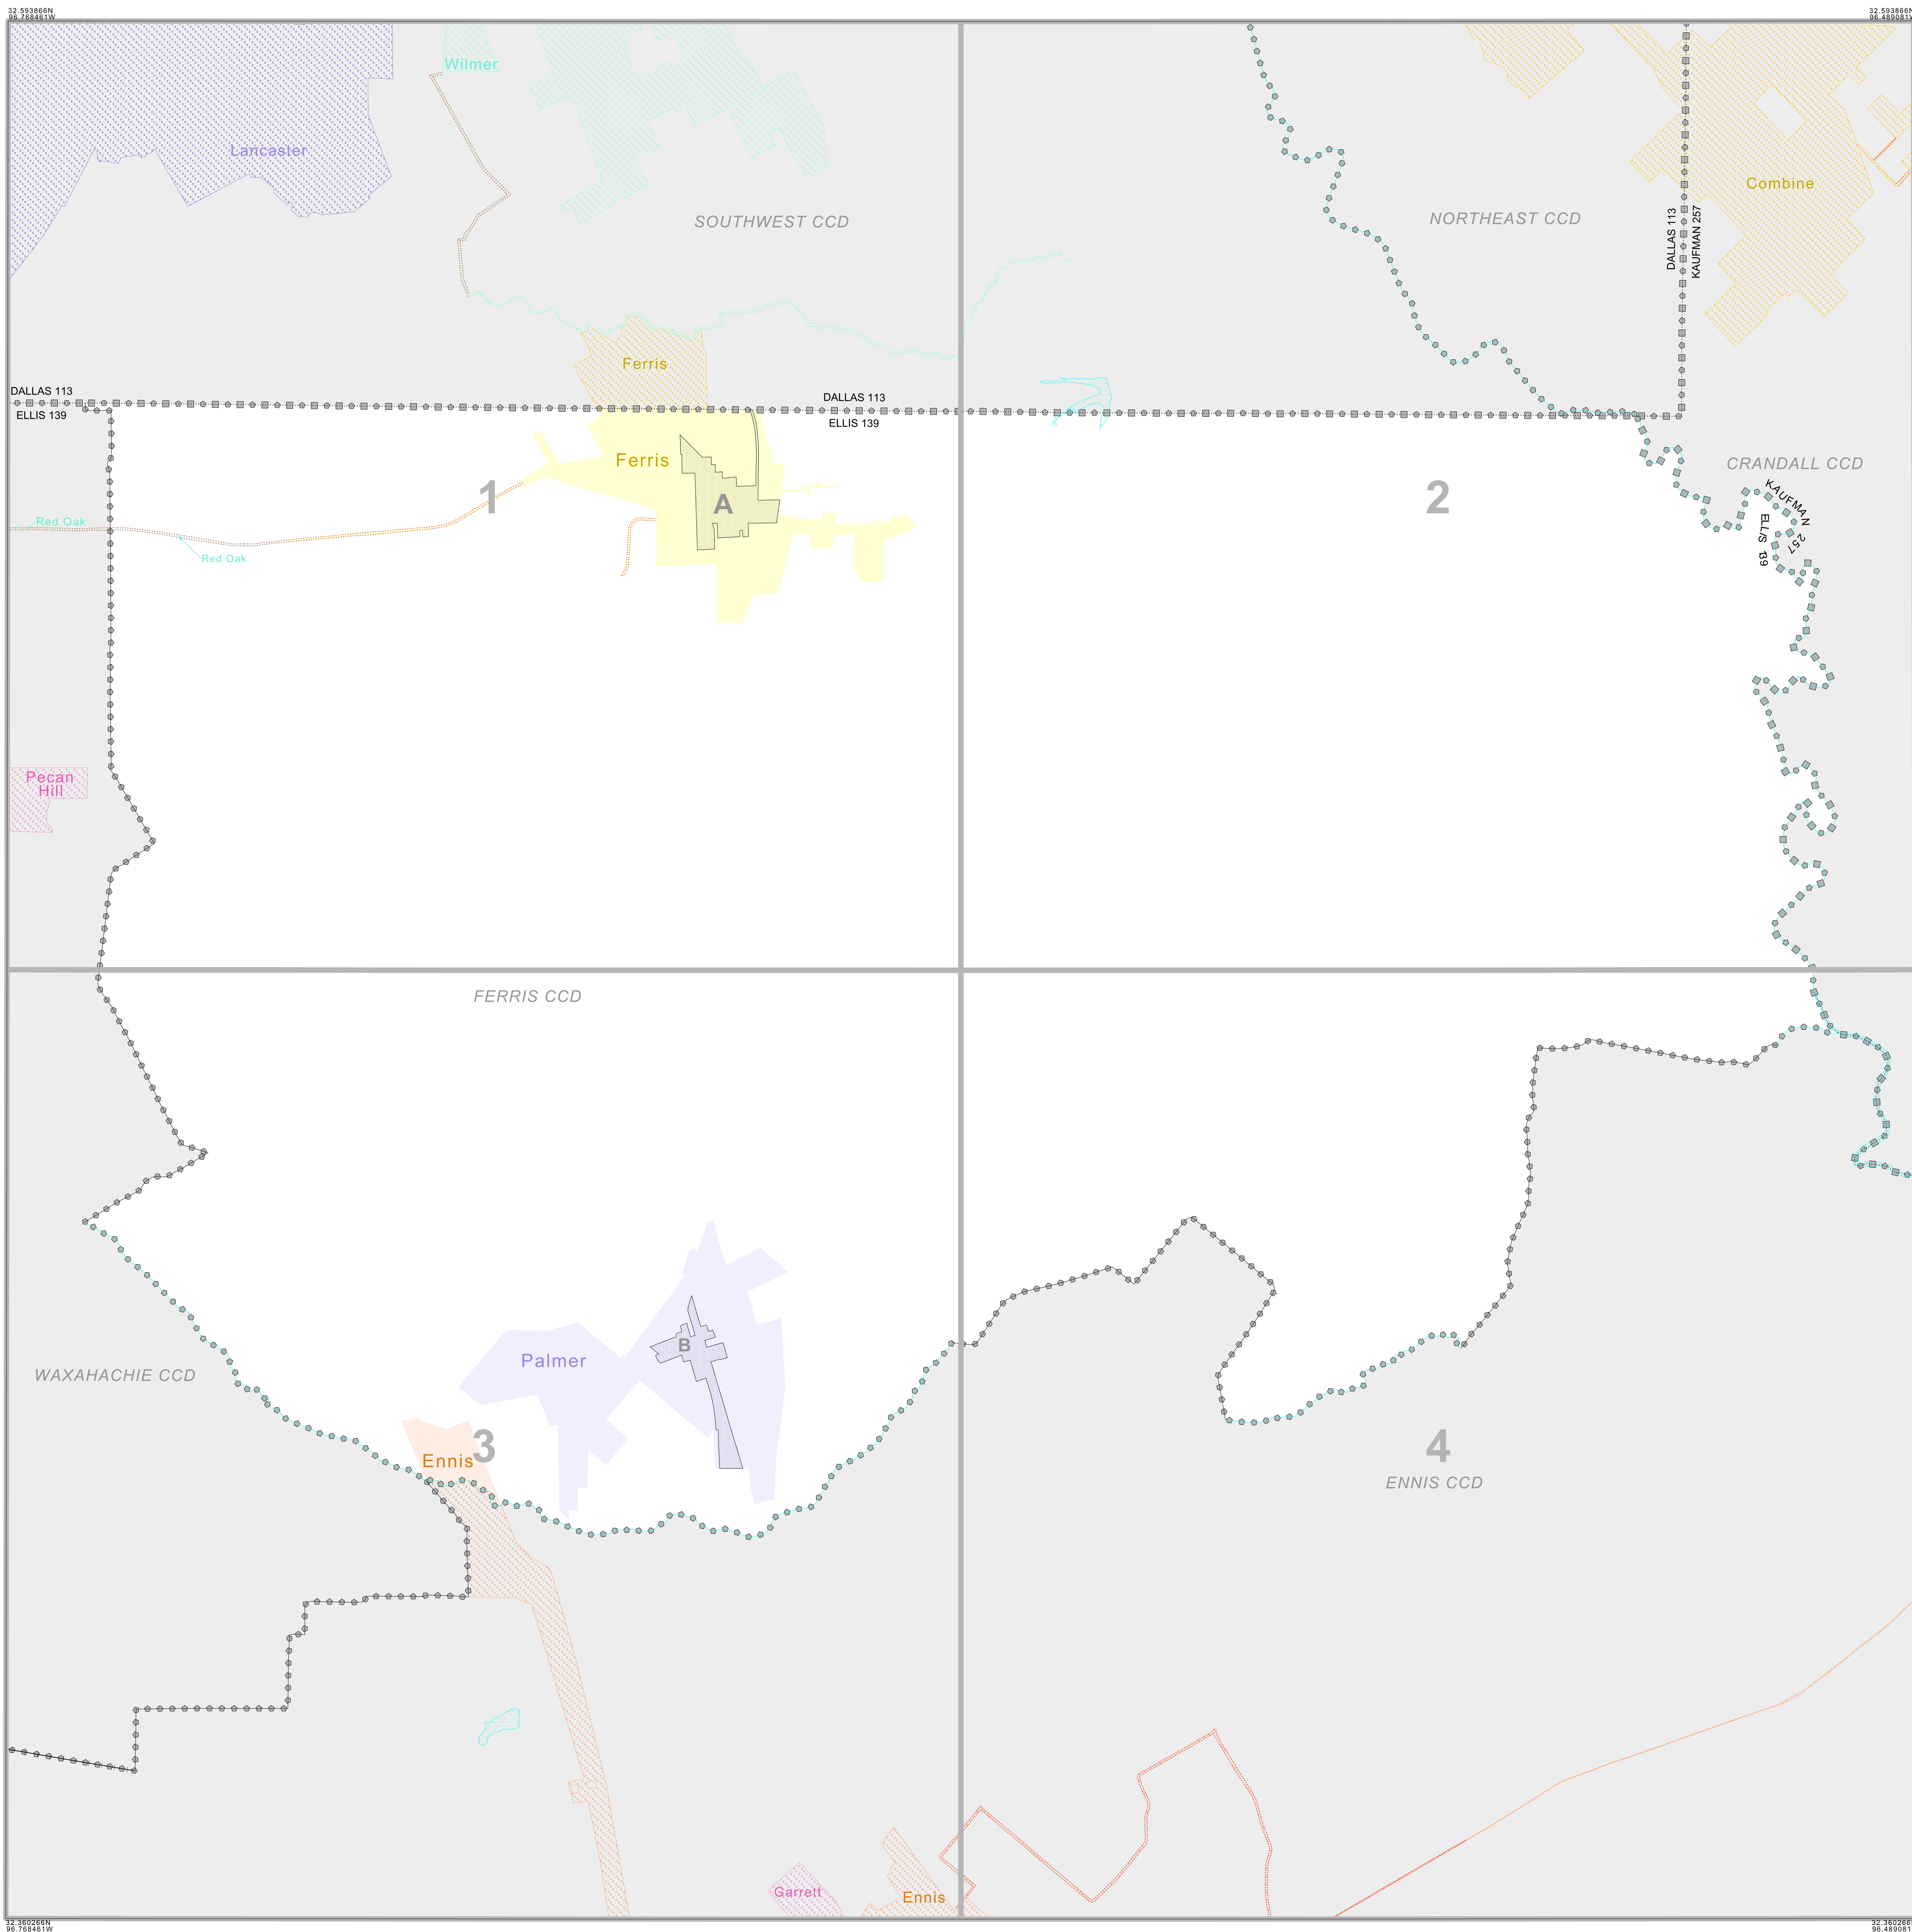 32.593866N
96.768461W
32.593866N
96.489081W
Wilmer
Lancaster
Combine
SOUTHWEST CCD
NORTHEAST CCD
DALLAS 113
KAUFMAN 257
Ferris
DALLAS 113
ELLIS 139
DALLAS 113
ELLIS 139
Ferris
CRANDALL CCD
1
A
2
KAUFMAN 257
ELLIS 139
Red Oak
Red Oak
Pecan
Hill
FERRIS CCD
B
Palmer
WAXAHACHIE CCD
3
4
Ennis
ENNIS CCD
Garrett
Ennis
32.360266N
96.768461W
32.360266N
96.489081W